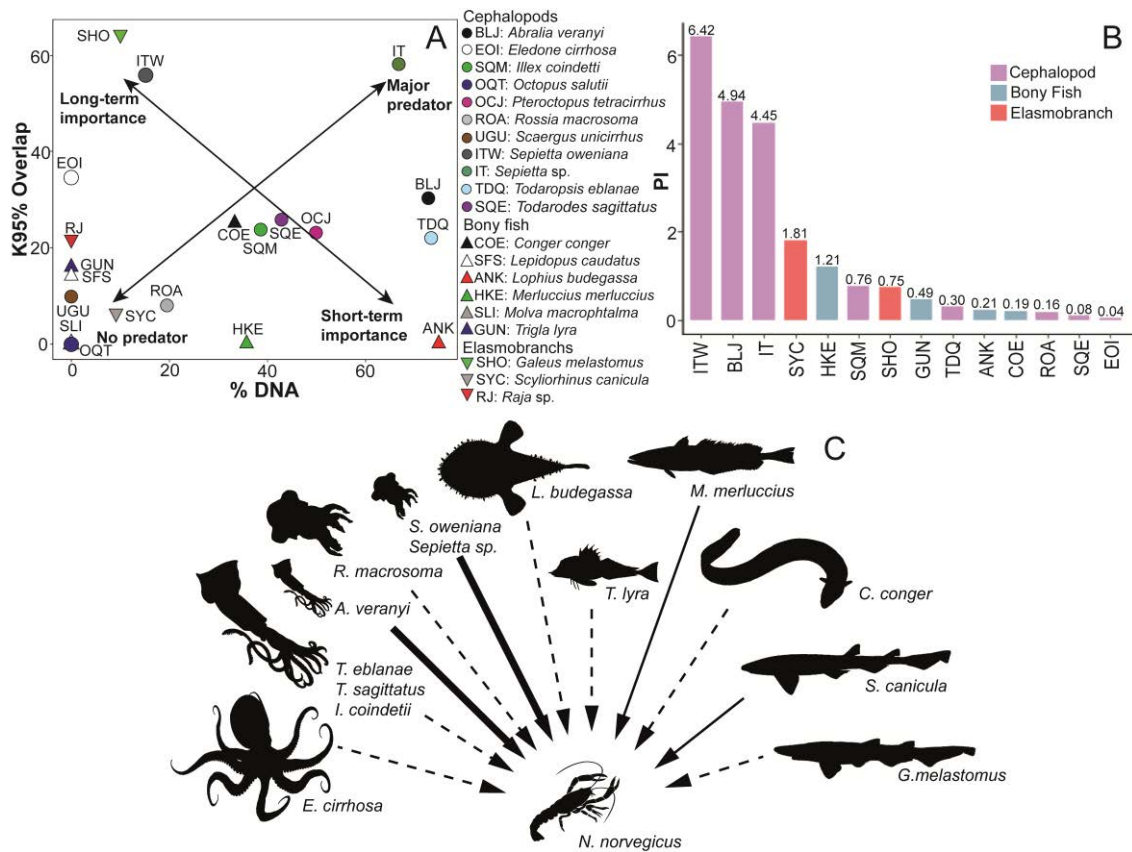 A
K95% Overlap
60
40
20
0
SHO
ITW
IT
Long-term
importance
Major
predator
EOI
BLJ
RJ
TDQ
COE
SQM
SQE
OCJ
GUN
SFS
UGU
ROA
SYC
SLI
OQT
No predator
HKE
Short-term
importance
ANK
0
20
40
60
% DNA
Cephalopods
BLJ: Abralia veranyi
EOI: Eledone cirrhosa
SQM: Illex coindetti
OQT: Octopus salutii
OCJ: Pteroctopus tetracirrhus
ROA: Rossia macrosoma
UGU: Scaergus unicirrhus
ITW: Sepietta oweniana
IT: Sepietta sp.
TDQ: Todaropsis eblanae
SQE: Todarodes sagittatus
Bony fish
COE: Conger conger
SFS: Lepidopus caudatus
ANK: Lophius budegassa
HKE: Merluccius merluccius
SLI: Molva macrophtalma
GUN: Trigla lyra
Elasmobranchs
SHO: Galeus melastomus
SYC: Scyliorhinus canicula
RJ: Raja sp.
B
PI
6
4
2
0
6.42
4.94
4.45
1.81
1.21
0.76
0.75
0.49
0.30
0.21
0.19
0.16
0.08
0.04
Cephalopod
Bony Fish
Elasmobranch
ITW
BLJ
IT
SYC
HKE
SQM
SHO
GUN
TDQ
ANK
COE
ROA
SQE
EOI
C
L. budegassa
M. merluccius
S. oweniana
Sepietta sp.
R. macrosoma
T. lyra
C. conger
A. veranyi
T. eblanae
T. sagittatus
I. coindetii
S. canicula
E. cirrhosa
G.melastomus
N. norvegicus